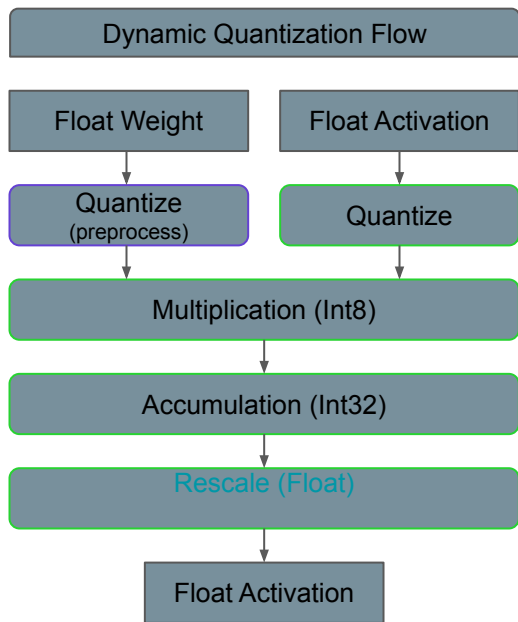 Dynamic Quantization Flow
Float Weight
Float Activation
Quantize
(preprocess)
Quantize
Multiplication (Int8)
Accumulation (Int32)
Rescale (Float)
Float Activation